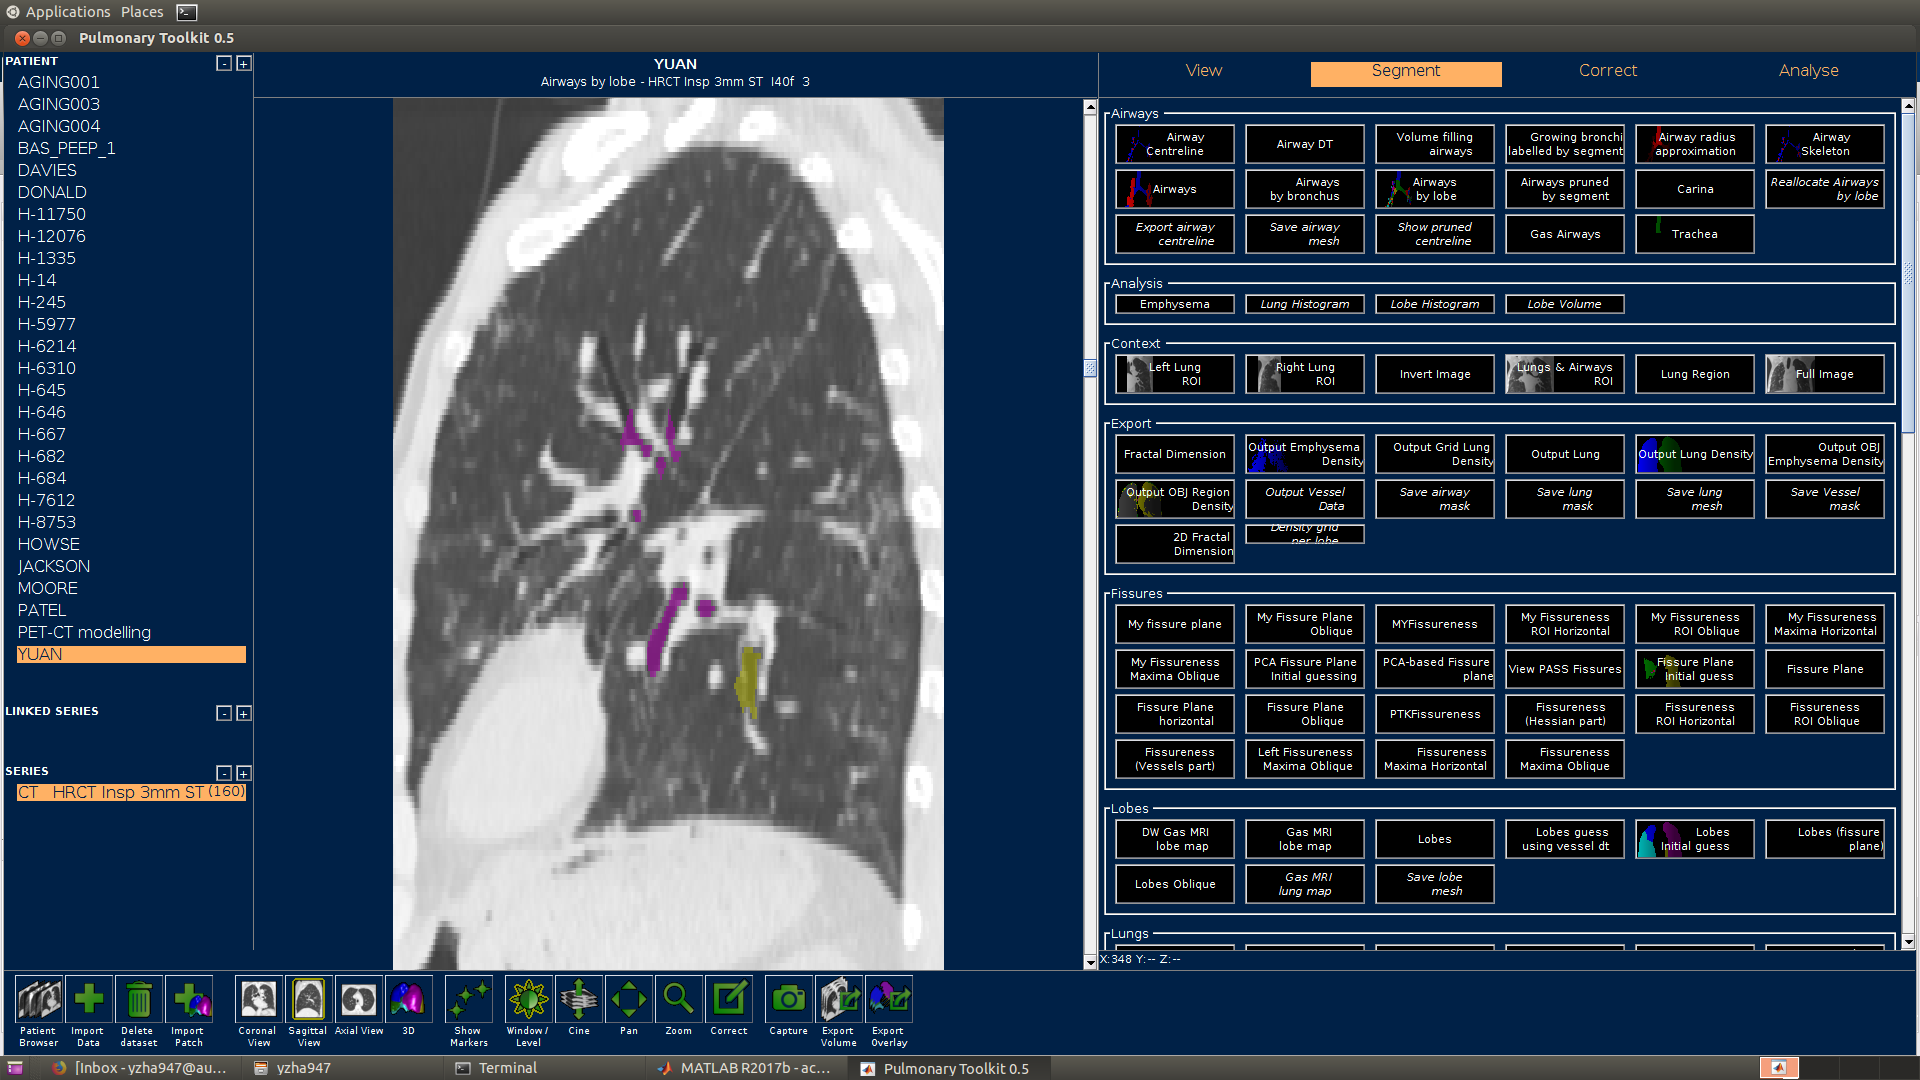 Applications Places
Pulmonary Toolkit 0.5
PATIENT - +
AGING001
AGING003
AGING004
BAS_PEEP_1
DAVIES
DONALD
H-11750
H-12076
H-1335
H-14
H-245
H-5977
H-6214
H-6310
H-645
H-646
H-667
H-682
H-684
H-7612
H-8753
HOWSE
JACKSON
MOORE
PATEL
PET-CT modelling
YUAN
LINKED SERIES - +
SERIES - +
CT HRCT Insp 3mm ST (160)
YUAN
Airways by lobe - HRCT Insp 3mm ST I40f 3
View Segment Correct Analyse
Airways
Airway Centreline
Airway DT
Volume filling airways
Growing bronchi labelled by segment
Airway radius approximation
Airway Skeleton
Airways
Airways by bronchus
Airways by lobe
Airways pruned by segment
Carina
Reallocate Airways by lobe
Export airway centreline
Save airway mesh
Show pruned centreline
Gas Airways
Trachea
Analysis
Emphysema
Lung Histogram
Lobe Histogram
Lobe Volume
Context
Left Lung ROI
Right Lung ROI
Invert Image
Lungs & Airways ROI
Lung Region
Full Image
Export
Fractal Dimension
Output Emphysema Density
Output Grid Lung Density
Output Lung
Output Lung Density
Output OBJ Emphysema Density
Output OBJ Region Density
Output Vessel Data
Save airway mask
Save lung mask
Save lung mesh
Save Vessel mask
2D Fractal Dimension
Density grid per lobe
Fissures
My fissure plane
My Fissure Plane Oblique
MYFissureness
My Fissureness ROI Horizontal
My Fissureness ROI Oblique
My Fissureness Maxima Horizontal
My Fissureness Maxima Oblique
PCA Fissure Plane Initial guessing
PCA-based Fissure plane
View PASS Fissures
Fissure Plane Initial guess
Fissure Plane
Fissure Plane horizontal
Fissure Plane Oblique
PTKFissureness
Fissureness (Hessian part)
Fissureness ROI Horizontal
Fissureness ROI Oblique
Fissureness (Vessels part)
Left Fissureness Maxima Oblique
Fissureness Maxima Horizontal
Fissureness Maxima Oblique
Lobes
DW Gas MRI lobe map
Gas MRI lobe map
Lobes
Lobes guess using vessel dt
Lobes Initial guess
Lobes (fissure plane)
Lobes Oblique
Gas MRI lung map
Save lobe mesh
Lungs
X:348 Y:-- Z:--
Patient Browser
Import Data
Delete dataset
Import Patch
Coronal View
Sagittal View
Axial View
3D
Show Markers
Window / Level
Cine
Pan
Zoom
Correct
Capture
Export Volume
Export Overlay
[Inbox - yzha947@au... yzha947 Terminal MATLAB R2017b - ac... Pulmonary Toolkit 0.5